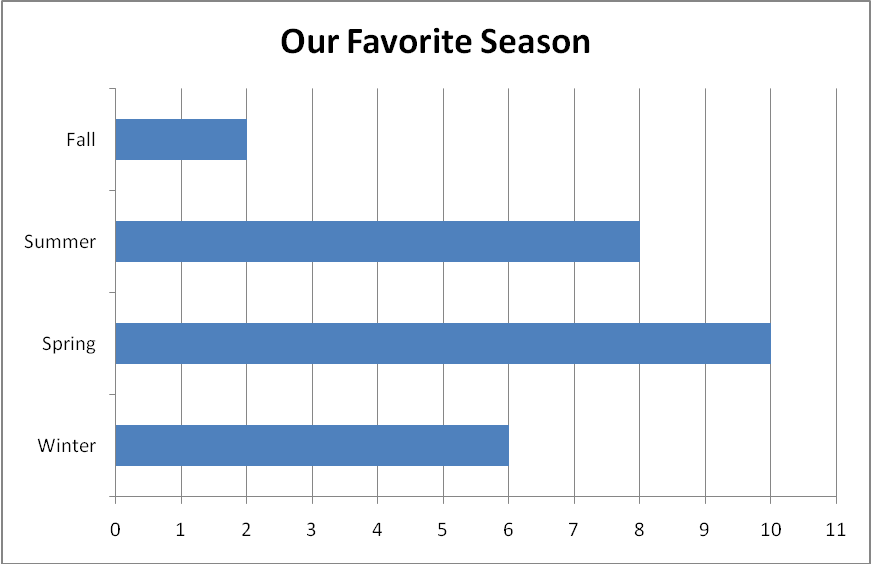 Our Favorite Season
Fall
Summer
Spring
Winter
0 1 2 3 4 5 6 7 8 9 10 11